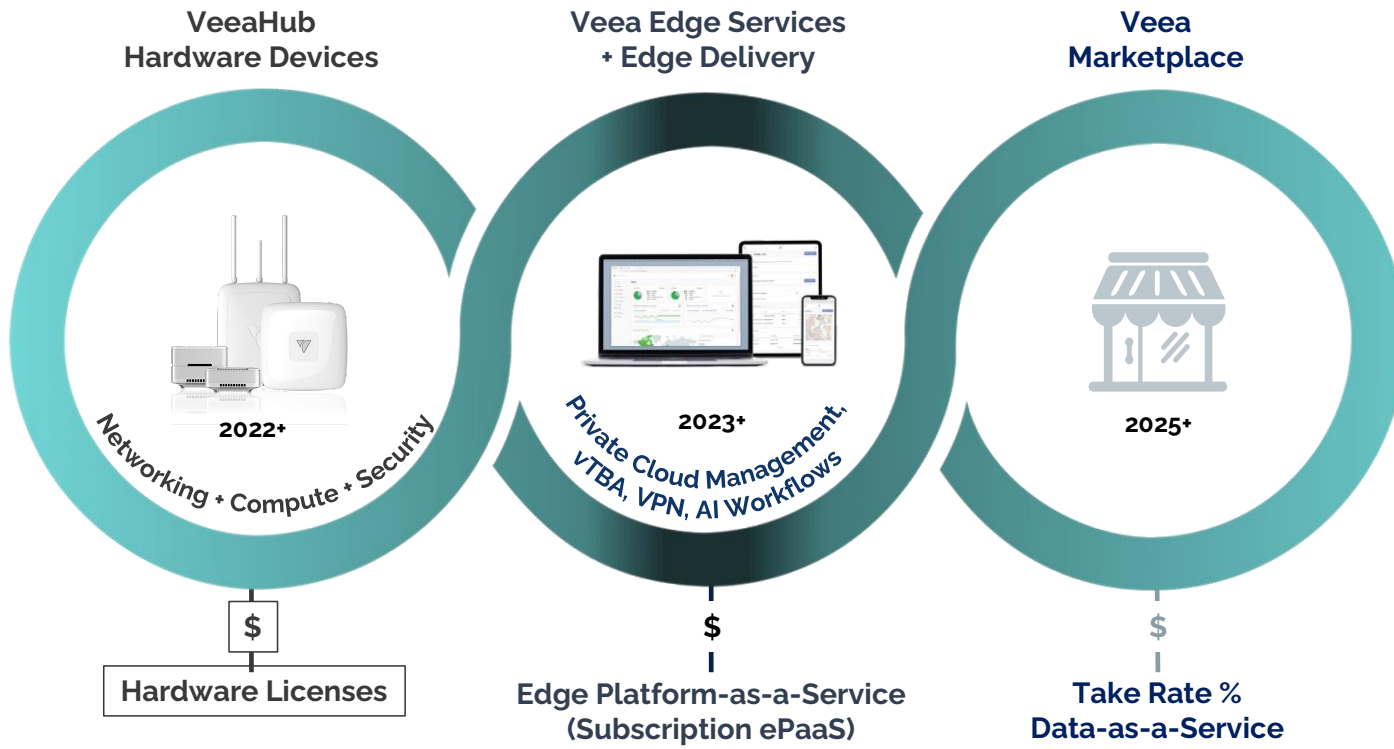 VeeaHub
Hardware Devices
Veea Edge Services
+ Edge Delivery
Veea
Marketplace
2022+
Networking + Compute + Security
2023+
Private Cloud Management,
vTBA, VPN, AI Workflows
2025+
$
Hardware Licenses
$
Edge Platform-as-a-Service
(Subscription ePaaS)
$
Take Rate %
Data-as-a-Service